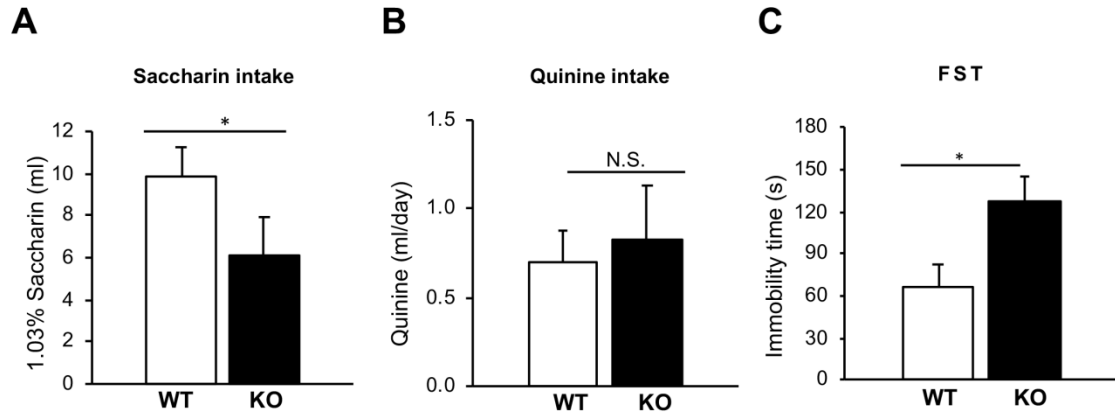 A
Saccharin intake
1.03% Saccharin (ml)
12
10
8
6
4
2
0
*
WT KO
B
Quinine intake
Quinine (ml/day)
1.5
1.0
0.5
0.0
N.S.
WT KO
C
FST
Immobility time (s)
180
150
120
90
60
30
0
*
WT KO